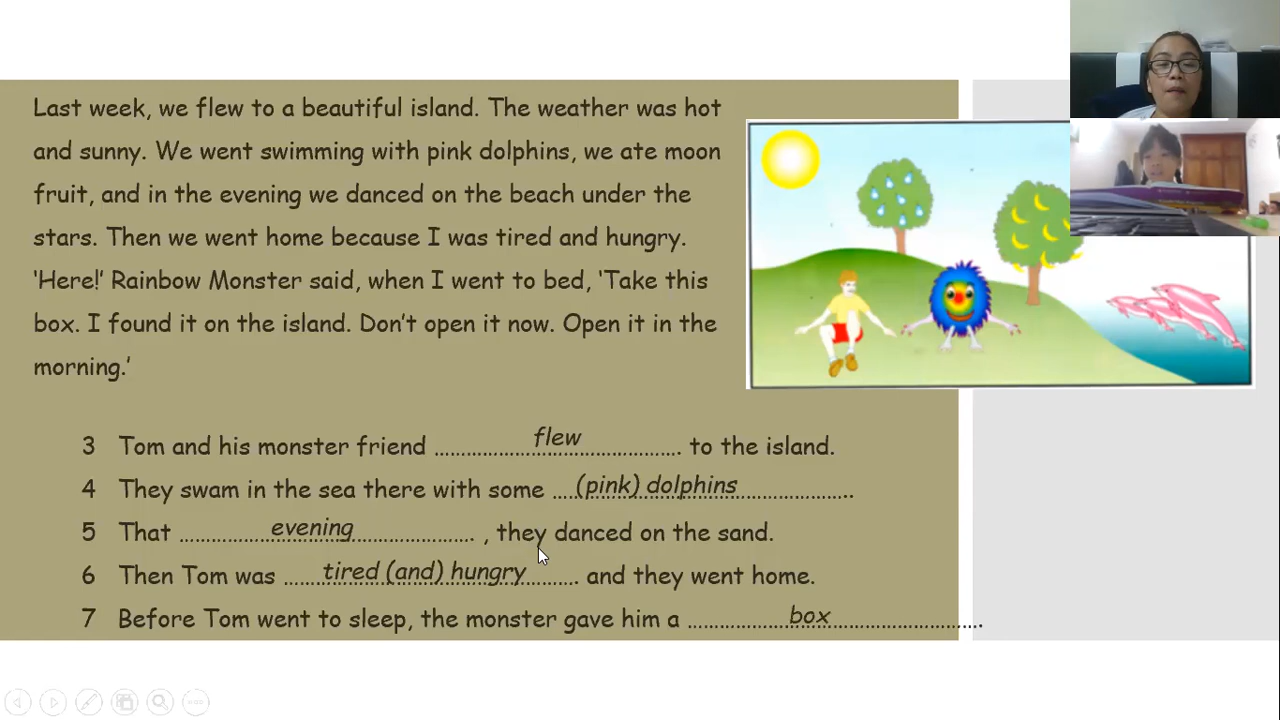 Last week, we flew to a beautiful island. The weather was hot
and sunny. We went swimming with pink dolphins, we ate moon
fruit, and in the evening we danced on the beach under the
stars. Then we went home because I was tired and hungry.
‘Here!’ Rainbow Monster said, when I went to bed, ‘Take this
box. I found it on the island. Don’t open it now. Open it in the
morning.’
3 Tom and his monster friend ........ flew ........ to the island.
4 They swam in the sea there with some ........ (pink) dolphins ........
5 That ........ evening ........ , they danced on the sand.
6 Then Tom was ........ tired (and) hungry ........ and they went home.
7 Before Tom went to sleep, the monster gave him a ........ box ........